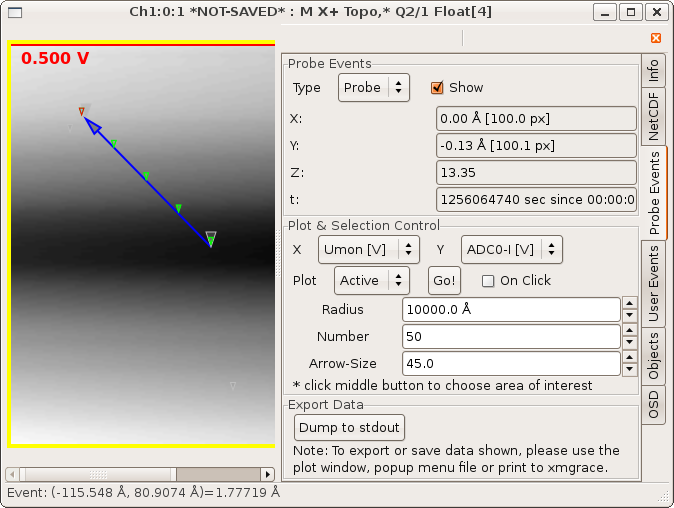 Ch1:0:1 *NOT-SAVED* : M X+ Topo,* Q2/1 Float[4]
0.500 V
Probe Events
Type Probe Show
X: 0.00 Å [100.0 px]
Y: -0.13 Å [100.1 px]
Z: 13.35
t: 1256064740 sec since 00:00:0
Plot & Selection Control
X Umon [V] Y ADC0-I [V]
Plot Active Go! On Click
Radius 10000.0 Å
Number 50
Arrow-Size 45.0
* click middle button to choose area of interest
Export Data
Dump to stdout
Note: To export or save data shown, please use the
plot window, popup menu file or print to xmgrace.
Info
NetCDF
Probe Events
User Events
Objects
OSD
Event: (-115.548 Å, 80.9074 Å)=1.77719 Å